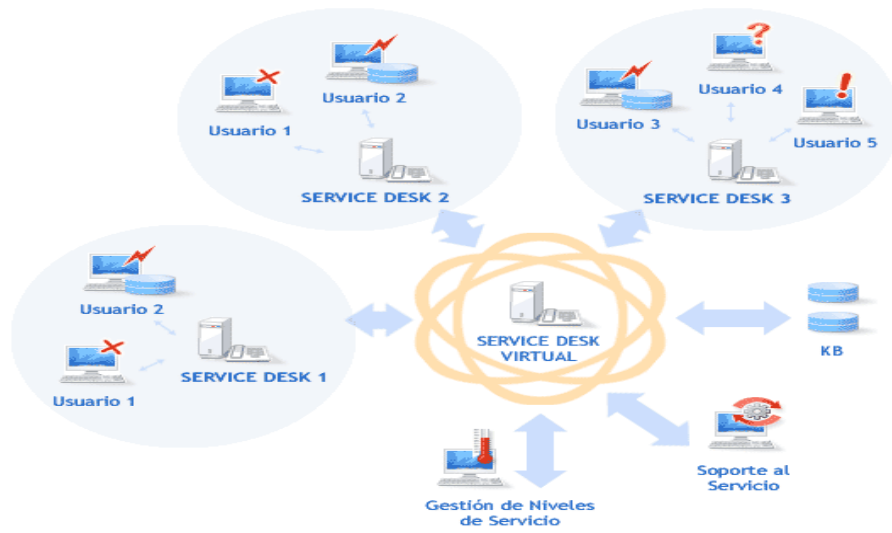 Usuario 1
Usuario 2
SERVICE DESK 2
Usuario 3
Usuario 4
Usuario 5
SERVICE DESK 3
Usuario 2
Usuario 1
SERVICE DESK 1
SERVICE DESK
VIRTUAL
KB
Gestión de Niveles
de Servicio
Soporte al
Servicio